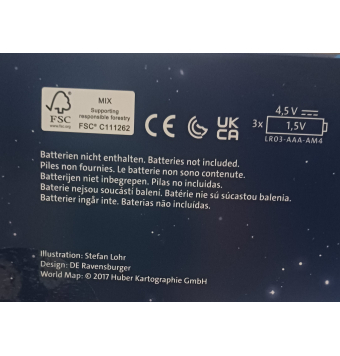 FSC
www.fsc.org
MIX
Supporting
responsible forestry
FSC® C111262
CE
UK
CA
4,5V
3x 1,5V
LR03-AAA-AM4
Batterien nicht enthalten. Batteries not included.
Piles non fournies. Le batterie non sono contenute.
Batterijen niet inbegrepen. Pilas no incluidas.
Baterie nejsou součástí balení. Batérie nie sú súcastou balenia.
Batterier ingår inte. Batarias não incluídas.
Illustration: Stefan Lohr
Design: DE Ravensburger
World Map: © 2017 Huber Kartographie GmbH